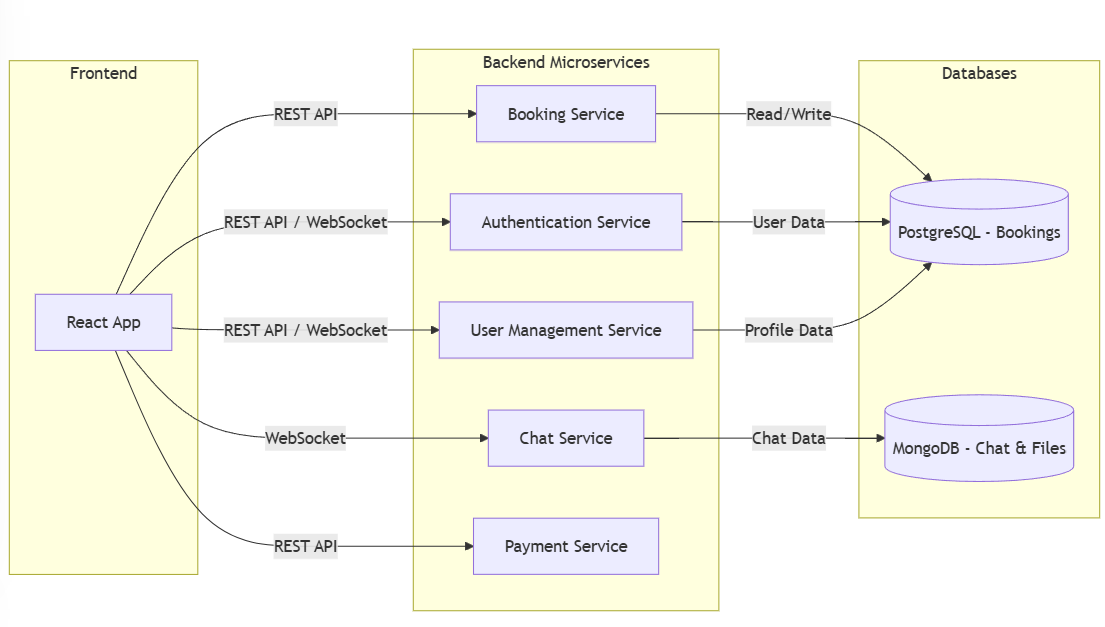 Frontend
Backend Microservices
Databases
REST API
Booking Service
Read/Write
REST API / WebSocket
Authentication Service
User Data
PostgreSQL - Bookings
React App
REST API / WebSocket
User Management Service
Profile Data
WebSocket
Chat Service
Chat Data
MongoDB - Chat & Files
REST API
Payment Service